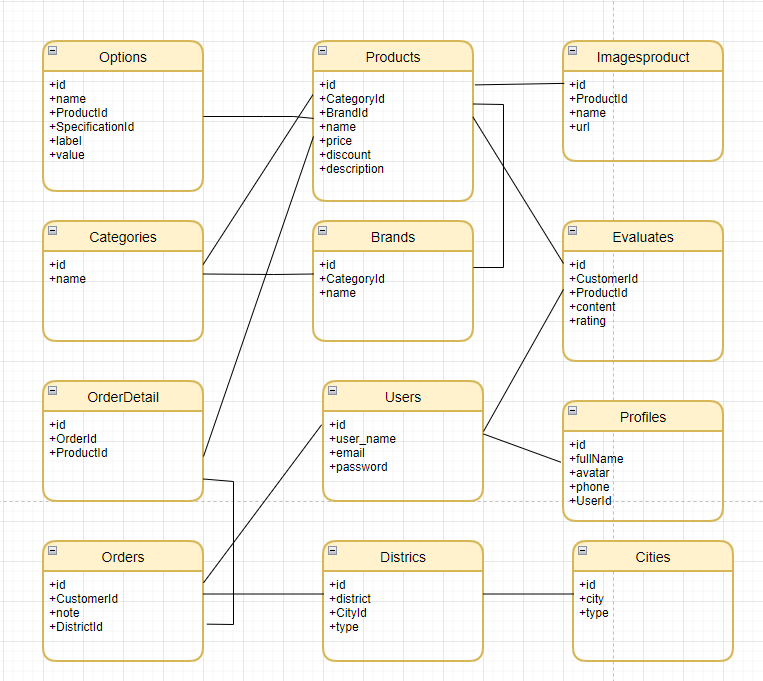 Options
+id
+name
+ProductId
+SpecificationId
+label
+value
Products
+id
+CategoryId
+BrandId
+name
+price
+discount
+description
Imagesproduct
+id
+ProductId
+name
+url
Categories
+id
+name
Brands
+id
+CategoryId
+name
Evaluates
+id
+CustomerId
+ProductId
+content
+rating
OrderDetail
+id
+OrderId
+ProductId
Users
+id
+user_name
+email
+password
Profiles
+id
+fullName
+avatar
+phone
+UserId
Orders
+id
+CustomerId
+note
+DistrictId
Districs
+id
+district
+CityId
+type
Cities
+id
+city
+type